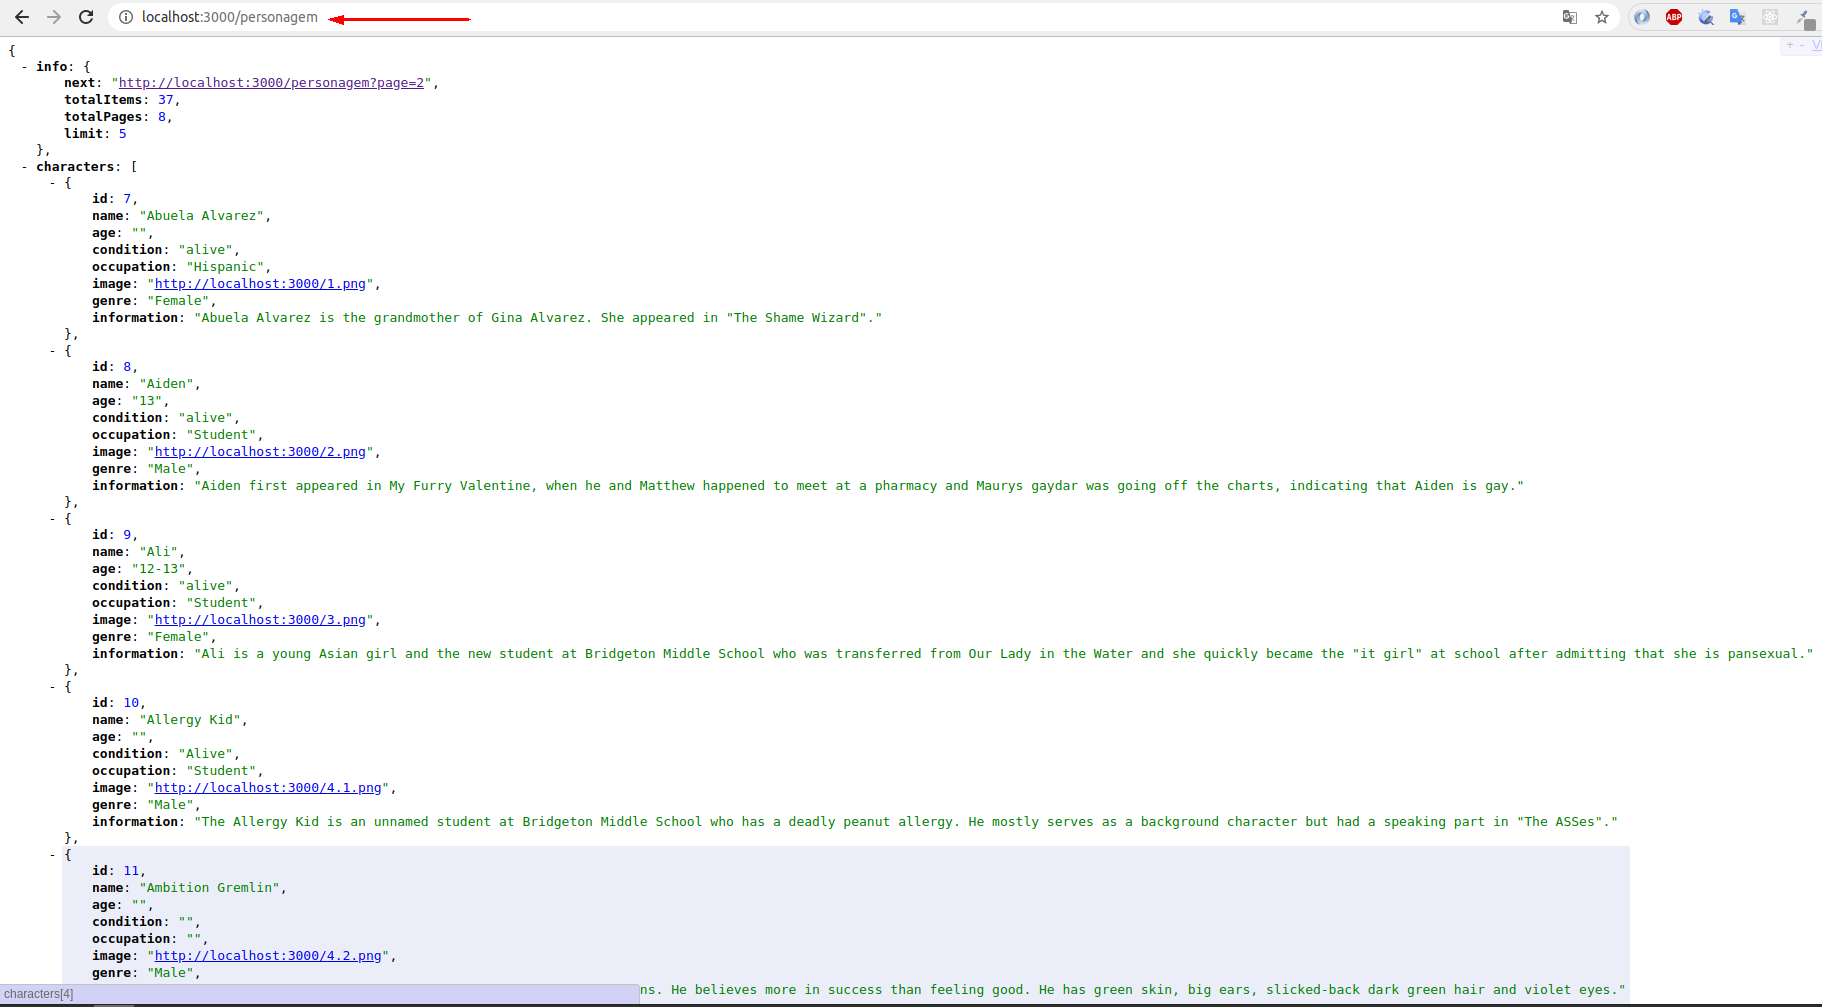 localhost:3000/personagem
ABP
+ - V
{
- info: {
next: "http://localhost:3000/personagem?page=2",
totalItems: 37,
totalPages: 8,
limit: 5
},
- characters: [
- {
id: 7,
name: "Abuela Alvarez",
age: "",
condition: "alive",
occupation: "Hispanic",
image: "http://localhost:3000/1.png",
genre: "Female",
information: "Abuela Alvarez is the grandmother of Gina Alvarez. She appeared in "The Shame Wizard"."
},
- {
id: 8,
name: "Aiden",
age: "13",
condition: "alive",
occupation: "Student",
image: "http://localhost:3000/2.png",
genre: "Male",
information: "Aiden first appeared in My Furry Valentine, when he and Matthew happened to meet at a pharmacy and Maurys gaydar was going off the charts, indicating that Aiden is gay."
},
- {
id: 9,
name: "Ali",
age: "12-13",
condition: "alive",
occupation: "Student",
image: "http://localhost:3000/3.png",
genre: "Female",
information: "Ali is a young Asian girl and the new student at Bridgeton Middle School who was transferred from Our Lady in the Water and she quickly became the "it girl" at school after admitting that she is pansexual."
},
- {
id: 10,
name: "Allergy Kid",
age: "",
condition: "Alive",
occupation: "Student",
image: "http://localhost:3000/4.1.png",
genre: "Male",
information: "The Allergy Kid is an unnamed student at Bridgeton Middle School who has a deadly peanut allergy. He mostly serves as a background character but had a speaking part in "The ASSes"."
},
- {
id: 11,
name: "Ambition Gremlin",
age: "",
condition: "",
occupation: "",
image: "http://localhost:3000/4.2.png",
genre: "Male",
ns. He believes more in success than feeling good. He has green skin, big ears, slicked-back dark green hair and violet eyes."
characters[4]